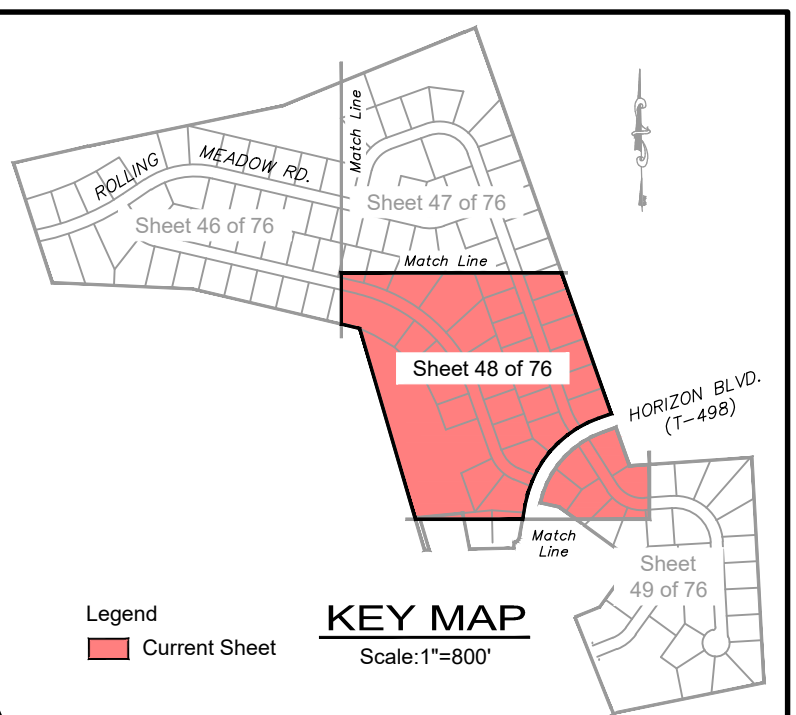 Match Line
ROLLING
MEADOW RD.
Sheet 47 of 76
Sheet 46 of 76
Match Line
Sheet 48 of 76
HORIZON BLVD.
(T-498)
Match
Line
Sheet
49 of 76
Legend
Current Sheet
KEY MAP
Scale:1"=800'